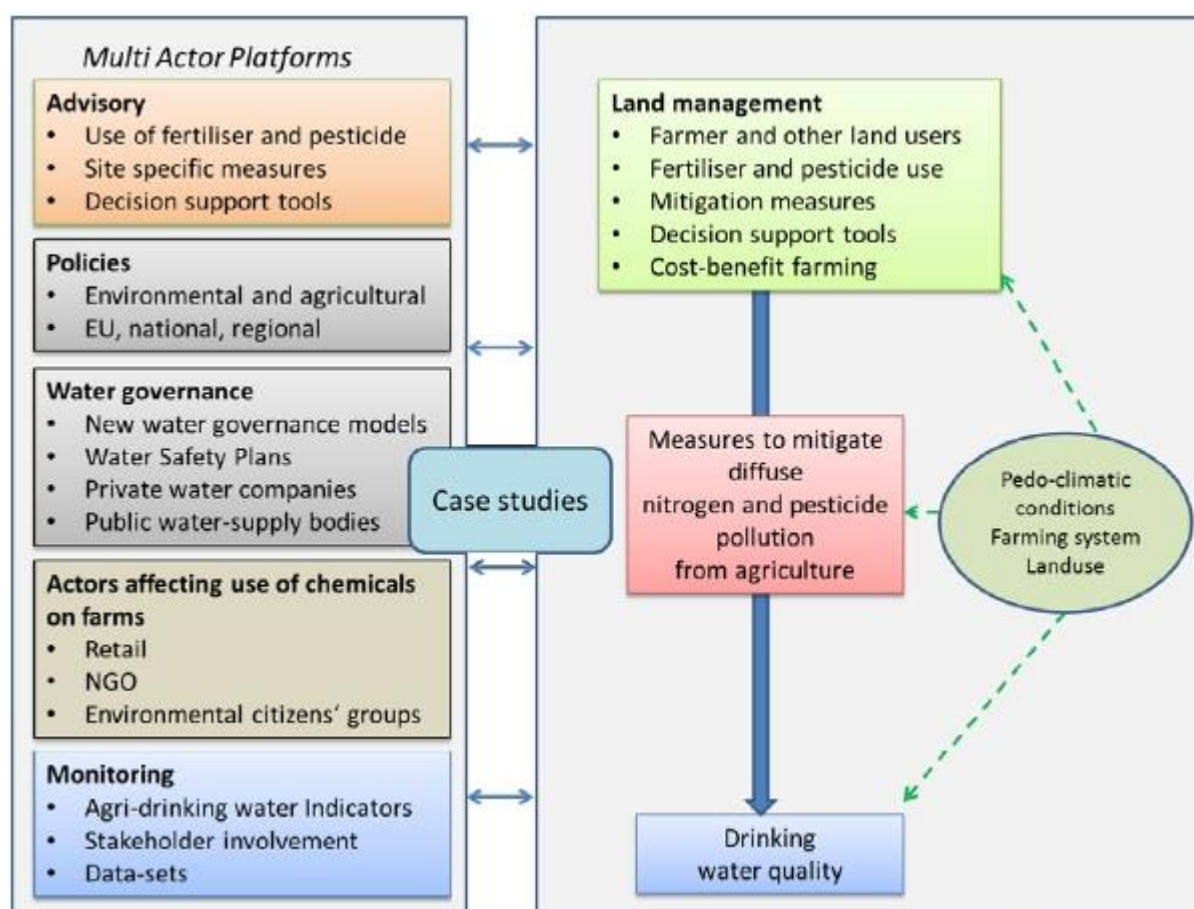 Multi Actor Platforms
Advisory
• Use of fertiliser and pesticide
• Site specific measures
• Decision support tools
Policies
• Environmental and agricultural
• EU, national, regional
Water governance
• New water governance models
• Water Safety Plans
• Private water companies
• Public water-supply bodies
Actors affecting use of chemicals
on farms
• Retail
• NGO
• Environmental citizens‘ groups
Monitoring
• Agri-drinking water Indicators
• Stakeholder involvement
• Data-sets
Case studies
Land management
• Farmer and other land users
• Fertiliser and pesticide use
• Mitigation measures
• Decision support tools
• Cost-benefit farming
Measures to mitigate
diffuse
nitrogen and pesticide
pollution
from agriculture
Pedo-climatic
conditions
Farming system
Landuse
Drinking
water quality